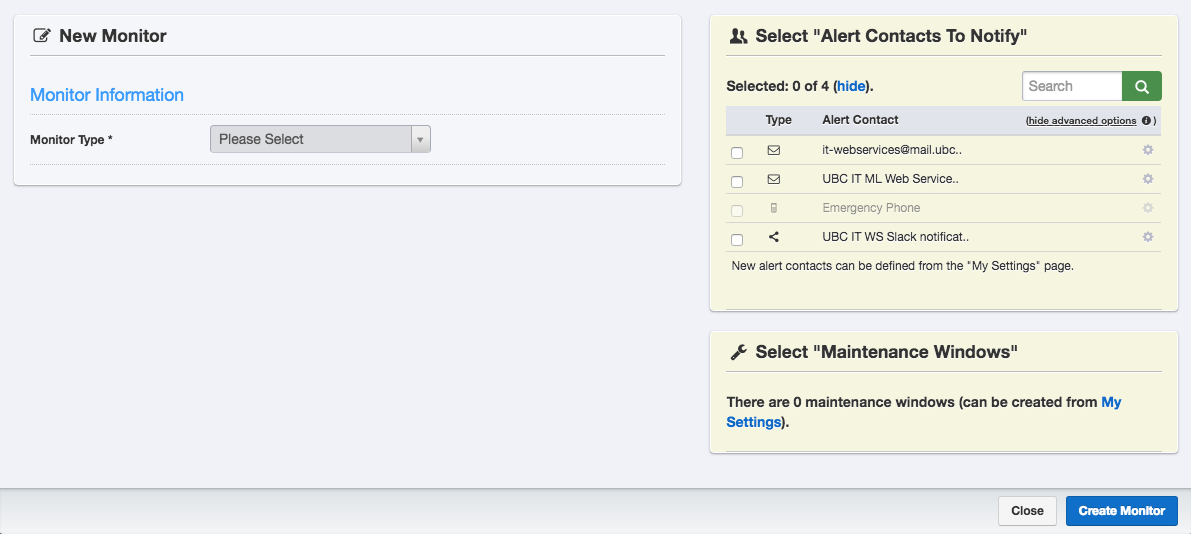 New Monitor
Monitor Information
Monitor Type *
Please Select
Select "Alert Contacts To Notify"
Selected: 0 of 4 (hide).
Search
Type Alert Contact (hide advanced options )
it-webservices@mail.ubc..
UBC IT ML Web Service..
Emergency Phone
UBC IT WS Slack notificat..
New alert contacts can be defined from the "My Settings" page.
Select "Maintenance Windows"
There are 0 maintenance windows (can be created from My
Settings).
Close
Create Monitor